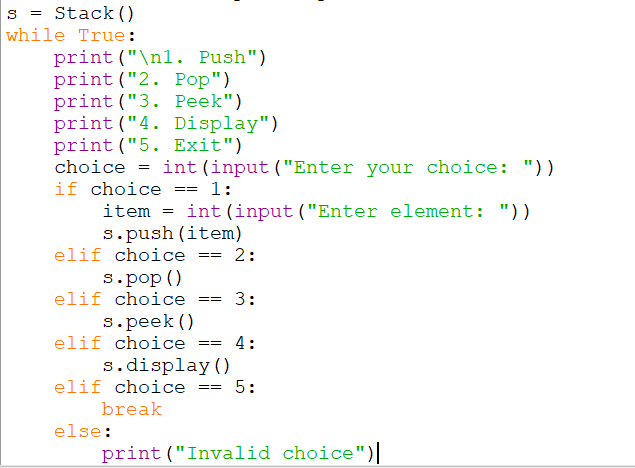 s = Stack()
while True:
    print("\n1. Push")
    print("2. Pop")
    print("3. Peek")
    print("4. Display")
    print("5. Exit")
    choice = int(input("Enter your choice: "))
    if choice == 1:
        item = int(input("Enter element: "))
        s.push(item)
    elif choice == 2:
        s.pop()
    elif choice == 3:
        s.peek()
    elif choice == 4:
        s.display()
    elif choice == 5:
        break
    else:
        print("Invalid choice")